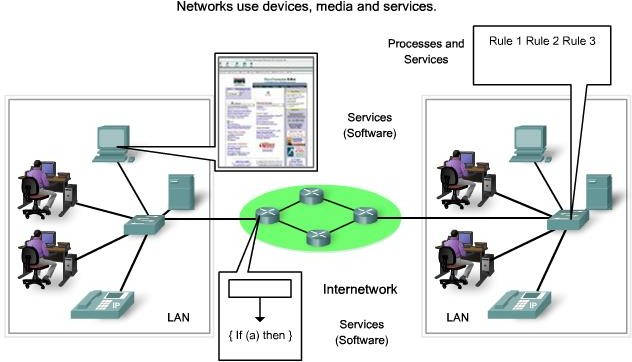 Networks use devices, media and services.
Processes and
Services
Rule 1 Rule 2 Rule 3
Services
(Software)
IP
LAN
Internetwork
Services
(Software)
{ If (a) then }
IP
LAN